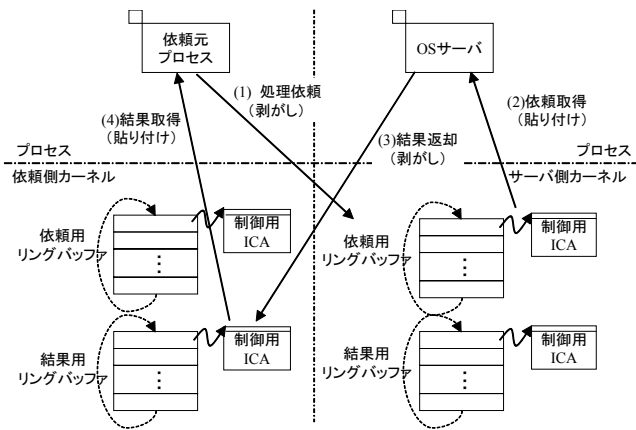 依頼元
プロセス
OSサーバ
(1) 処理依頼
（剥がし）
(4)結果取得
（貼り付け）
(2)依頼取得
（貼り付け）
(3)結果返却
（剥がし）
プロセス
プロセス
依頼側カーネル
サーバ側カーネル
依頼用
リングバッファ
⋮
制御用
ICA
依頼用
リングバッファ
⋮
制御用
ICA
結果用
リングバッファ
⋮
制御用
ICA
結果用
リングバッファ
⋮
制御用
ICA